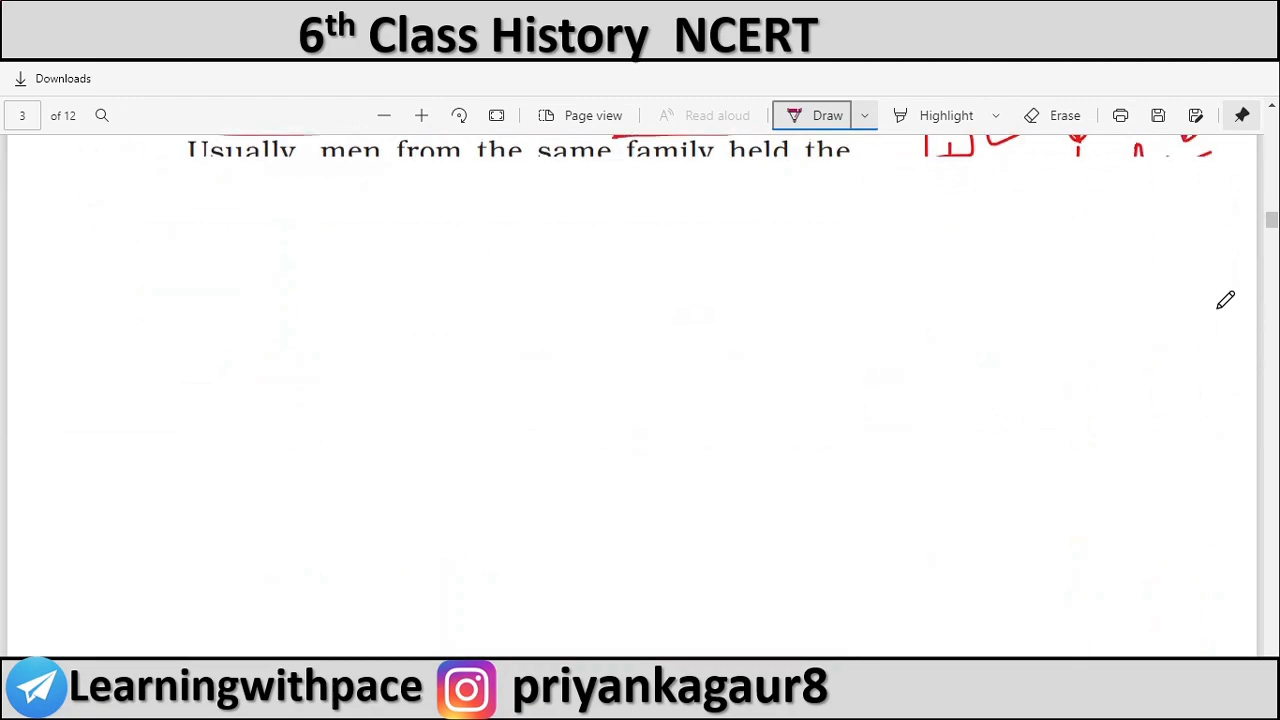 6th Class History NCERT
Downloads
3 of 12 Page view Read aloud Draw Highlight Erase
Usually, men from the same family held the
Learningwithpace priyankagaur8